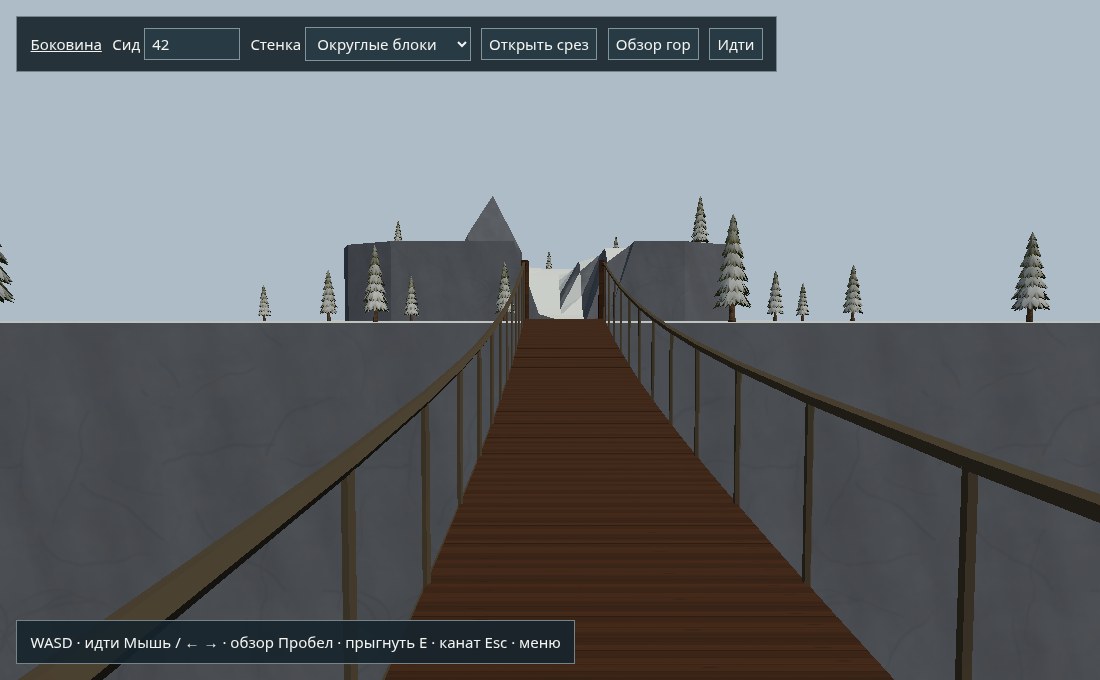 Боковина Сид 42 Стенка Округлые блоки Открыть срез Обзор гор Идти
WASD · идти Мышь / ← → · обзор Пробел · прыгнуть E · канат Esc · меню